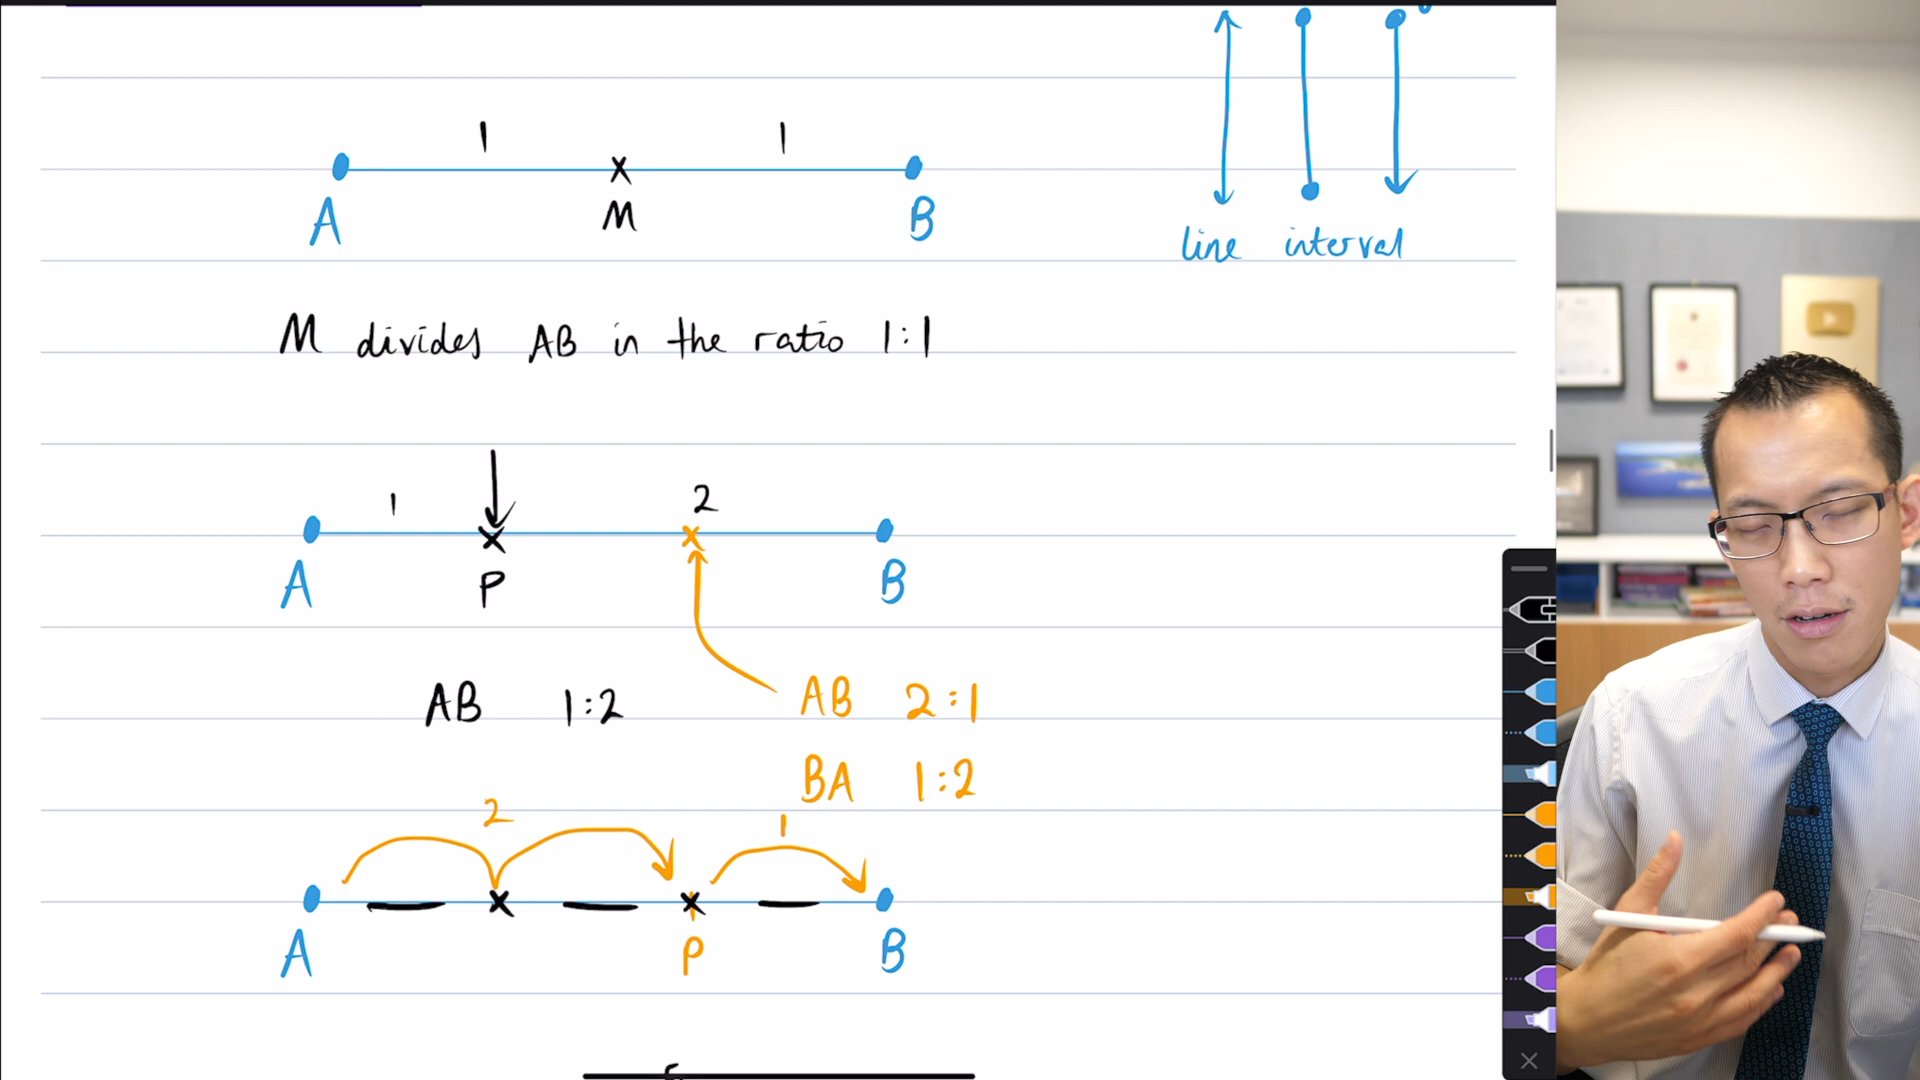 1 1
A M B
line interval
M divides AB in the ratio 1:1
1 2
A P B
AB 1:2
AB 2:1
BA 1:2
2 1
A P B